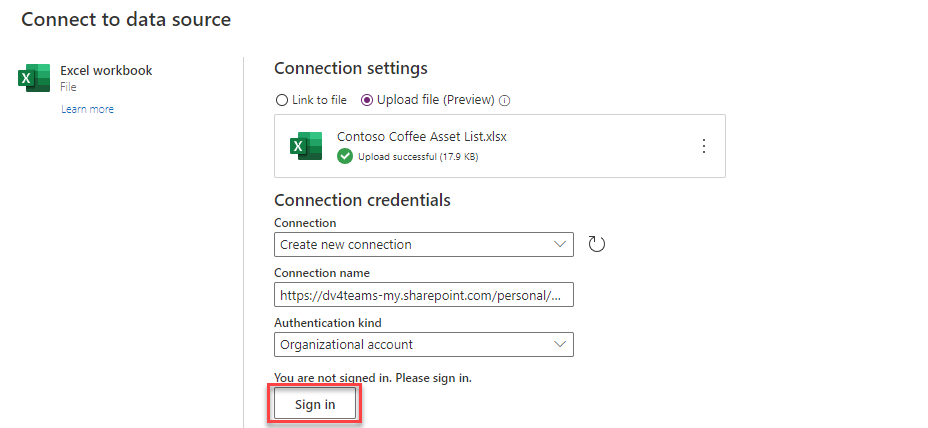 Connect to data source
Excel workbook
File
Learn more
Connection settings
Link to file
Upload file (Preview)
Contoso Coffee Asset List.xlsx
Upload successful (17.9 KB)
Connection credentials
Connection
Create new connection
Connection name
https://dv4teams-my.sharepoint.com/personal/...
Authentication kind
Organizational account
You are not signed in. Please sign in.
Sign in